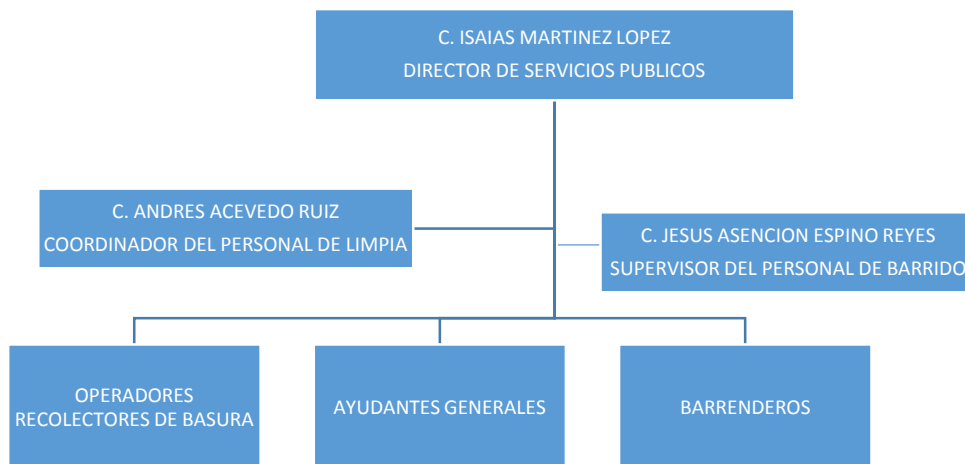 C. ISAIAS MARTINEZ LOPEZ
DIRECTOR DE SERVICIOS PUBLICOS
C. ANDRES ACEVEDO RUIZ
COORDINADOR DEL PERSONAL DE LIMPIA
C. JESUS ASENCION ESPINO REYES
SUPERVISOR DEL PERSONAL DE BARRIDO
OPERADORES
RECOLECTORES DE BASURA
AYUDANTES GENERALES
BARRENDEROS